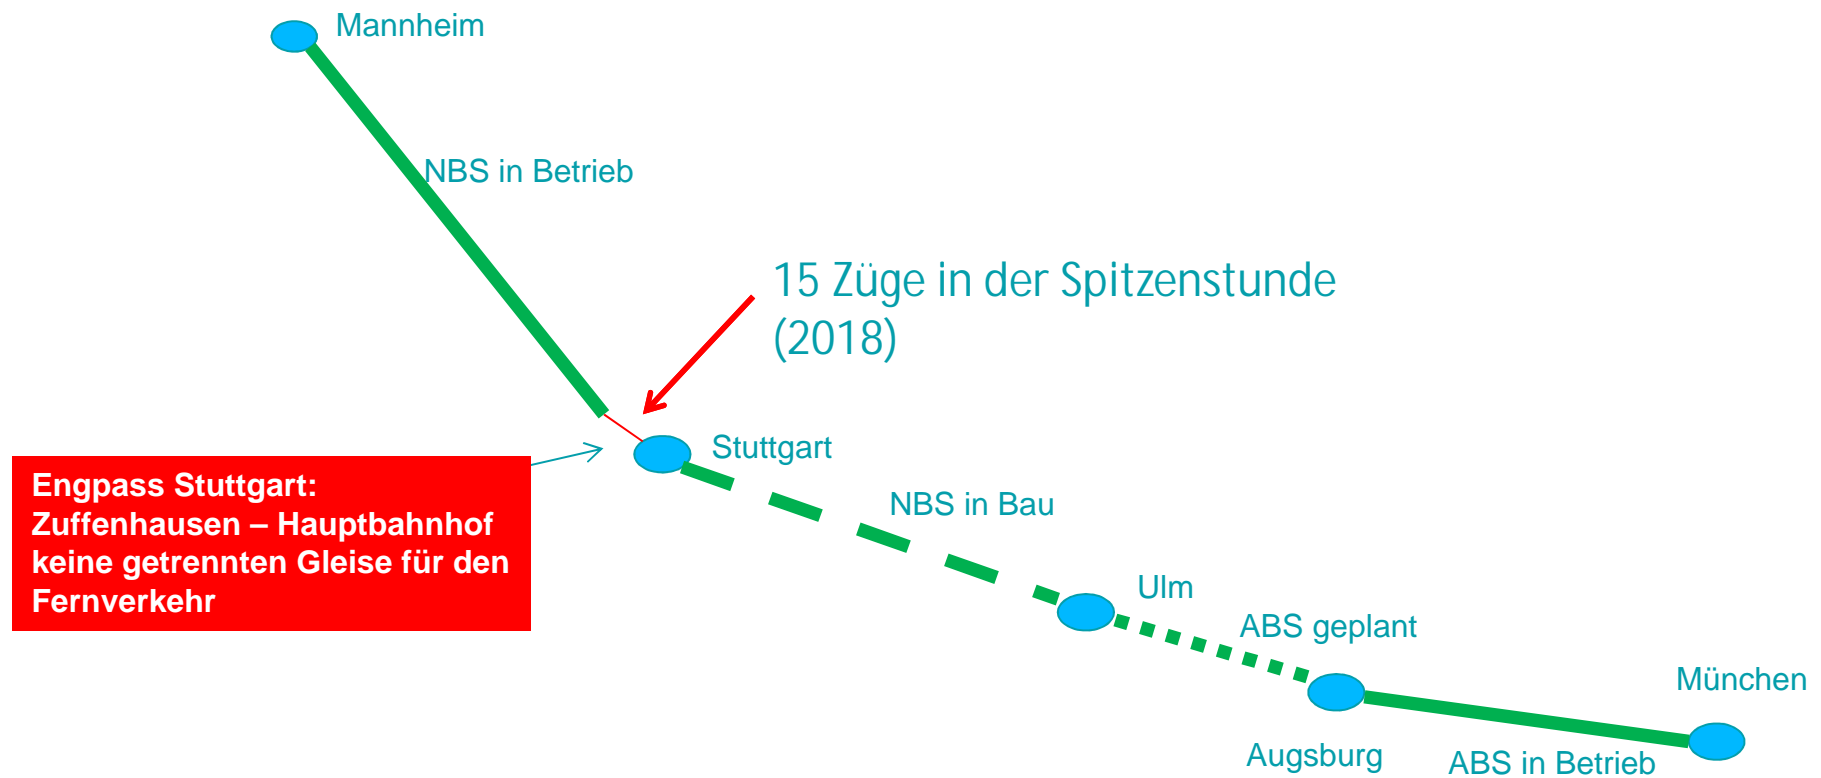 Mannheim
NBS in Betrieb
15 Züge in der Spitzenstunde
(2018)
Stuttgart
Engpass Stuttgart:
Zuffenhausen – Hauptbahnhof
keine getrennten Gleise für den
Fernverkehr
NBS in Bau
Ulm
ABS geplant
München
Augsburg
ABS in Betrieb